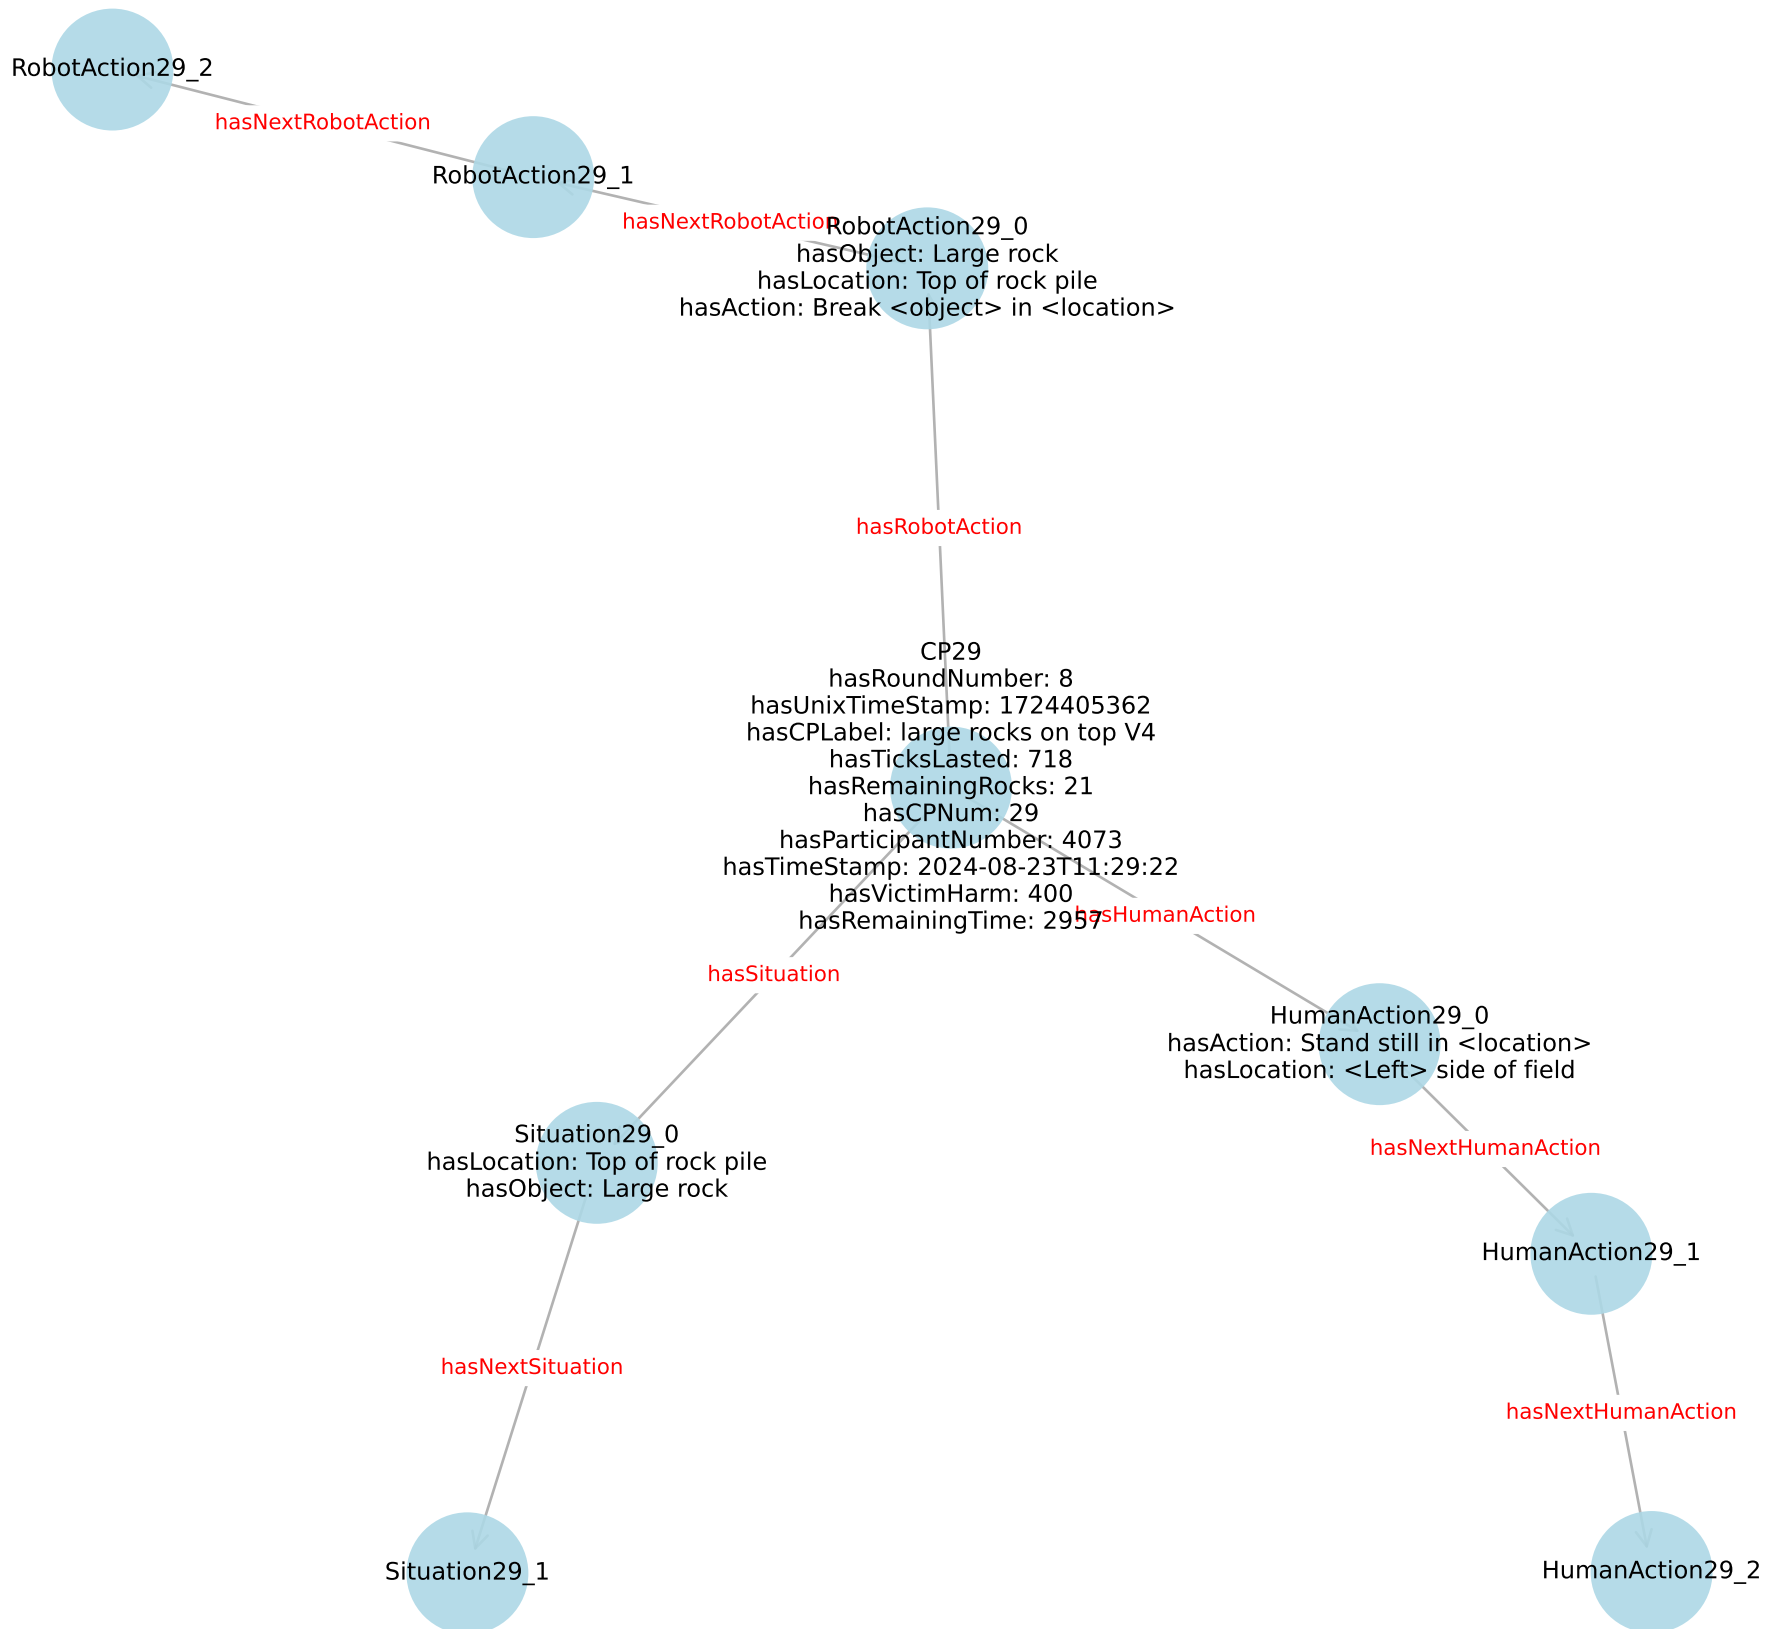 RobotAction29_2
hasNextRobotAction
RobotAction29_1
hasNextRobotAction
RobotAction29_0
hasObject: Large rock
hasLocation: Top of rock pile
hasAction: Break <object> in <location>
hasRobotAction
CP29
hasRoundNumber: 8
hasUnixTimeStamp: 1724405362
hasCPLabel: large rocks on top V4
hasTicksLasted: 718
hasRemainingRocks: 21
hasCPNum: 29
hasParticipantNumber: 4073
hasTimeStamp: 2024-08-23T11:29:22
hasVictimHarm: 400
hasRemainingTime: 2957
hasHumanAction
hasSituation
HumanAction29_0
hasAction: Stand still in <location>
hasLocation: <Left> side of field
Situation29_0
hasLocation: Top of rock pile
hasObject: Large rock
hasNextHumanAction
HumanAction29_1
hasNextSituation
hasNextHumanAction
Situation29_1
HumanAction29_2